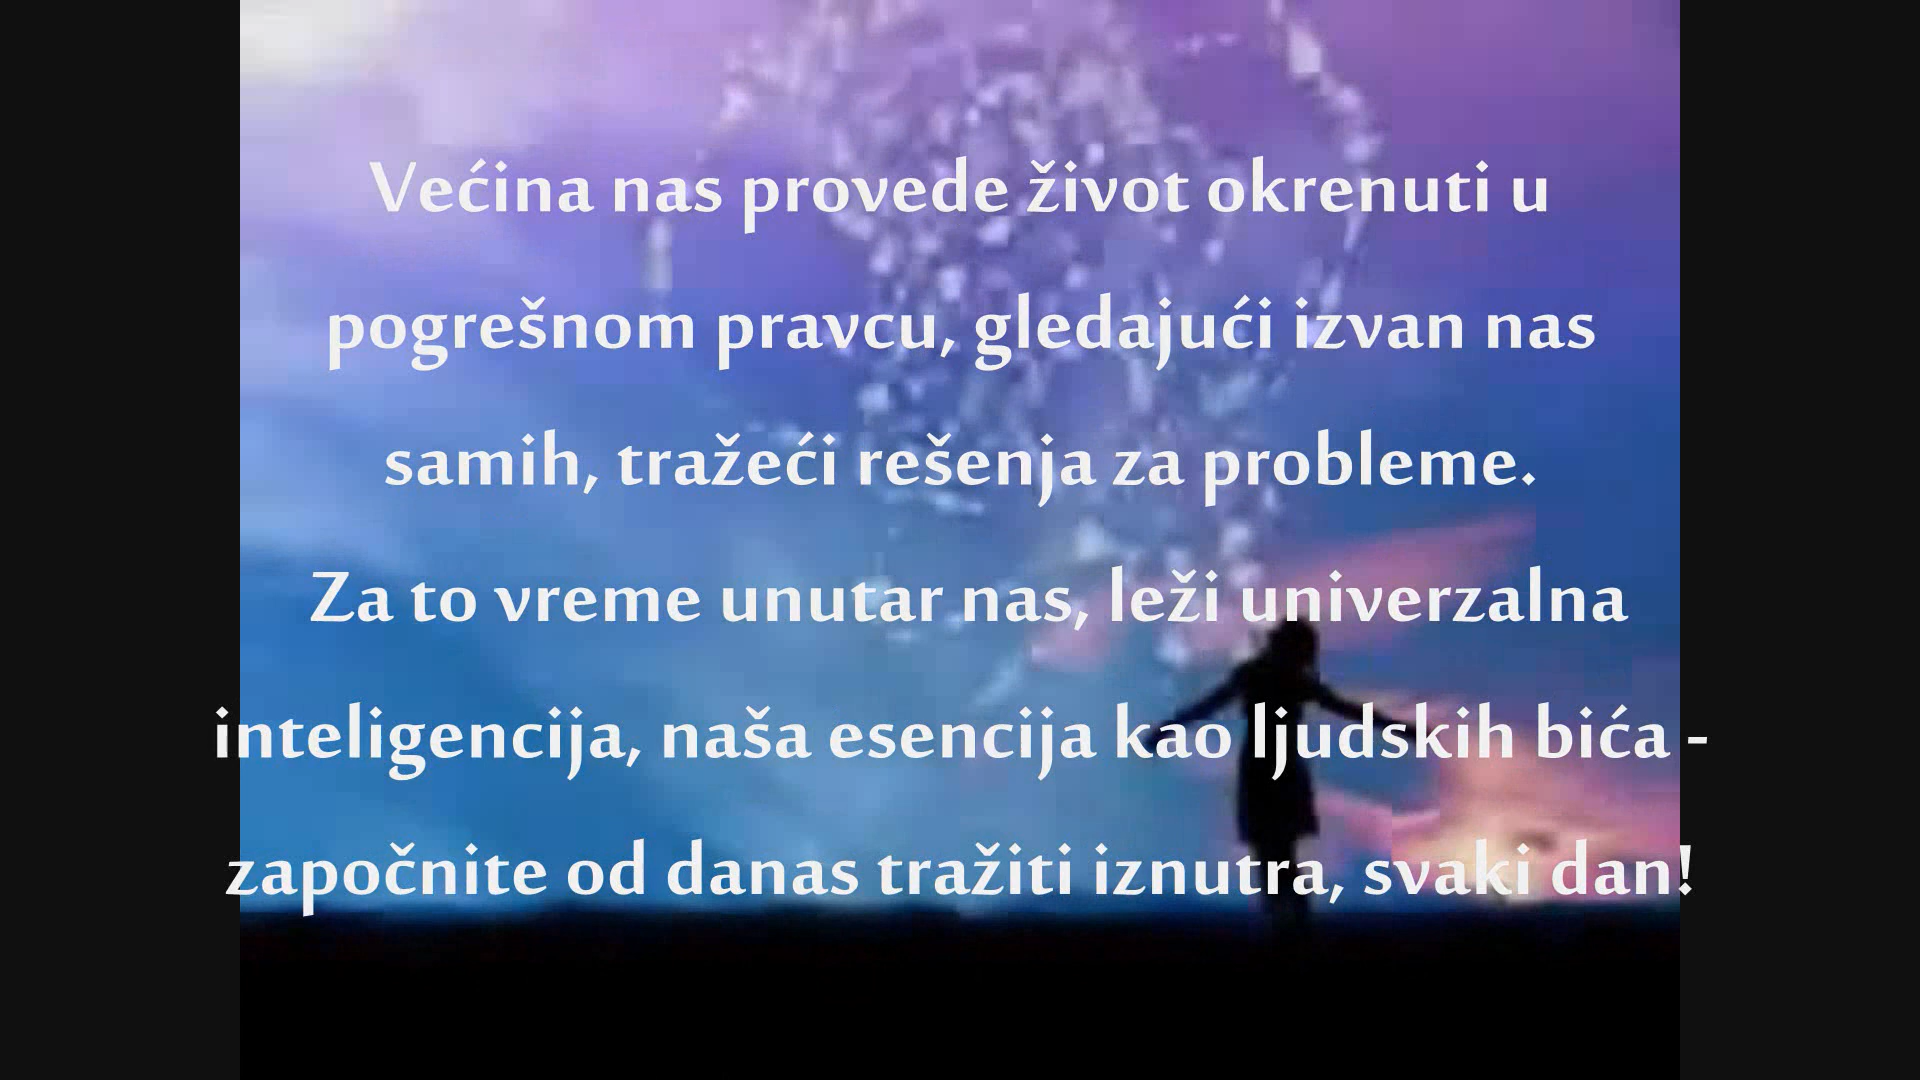 Većina nas provede život okrenuti u
pogrešnom pravcu, gledajući izvan nas
samih, tražeći rešenja za probleme.
Za to vreme unutar nas, leži univerzalna
inteligencija, naša esencija kao ljudskih bića -
započnite od danas tražiti iznutra, svaki dan!